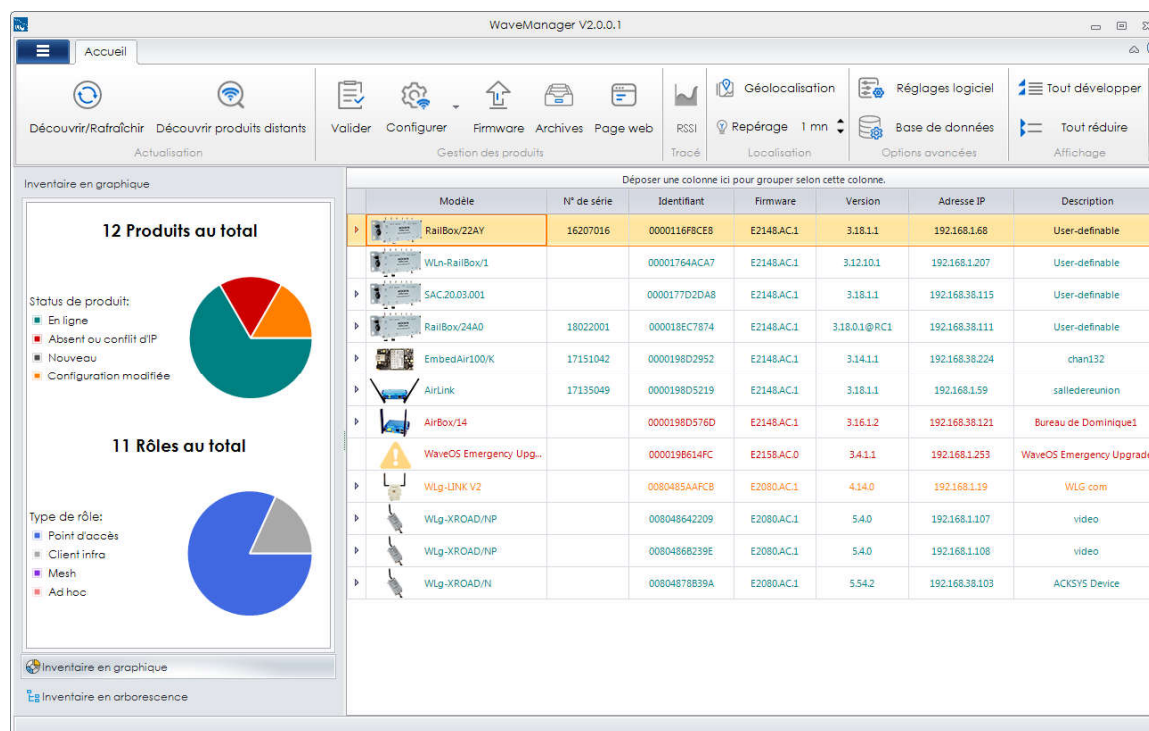 WaveManager V2.0.0.1
Accueil
Découvrir/Rafraîchir Découvrir produits distants
Actualisation
Valider Configurer Firmware Archives Page web
Gestion des produits
RSSI
Tracé
Géolocalisation
Repérage 1 mn
Localisation
Réglages logiciel
Base de données
Options avancées
Tout développer
Tout réduire
Affichage
Inventaire en graphique
12 Produits au total
Status de produit:
En ligne
Absent ou conflit d'IP
Nouveau
Configuration modifiée
11 Rôles au total
Type de rôle:
Point d'accès
Client infra
Mesh
Ad hoc
Inventaire en graphique
Inventaire en arborescence
Déposer une colonne ici pour grouper selon cette colonne.
Modèle N° de série Identifiant Firmware Version Adresse IP Description
RailBox/22AY 16207016 0000116F8CE8 E2148.AC.1 3.18.1.1 192.168.1.68 User-definable
WLn-RailBox/1 00001764ACA7 E2148.AC.1 3.12.10.1 192.168.1.207 User-definable
SAC.20.03.001 0000177D2DA8 E2148.AC.1 3.18.1.1 192.168.38.115 User-definable
RailBox/24A0 18022001 000018EC7874 E2148.AC.1 3.18.0.1@RC1 192.168.38.111 User-definable
EmbedAir100/K 17151042 0000198D2952 E2148.AC.1 3.14.1.1 192.168.38.224 chan132
AirLink 17135049 0000198D5219 E2148.AC.1 3.18.1.1 192.168.1.59 salledereunion
AirBox/14 0000198D576D E2148.AC.1 3.16.1.2 192.168.38.121 Bureau de Dominique1
WaveOS Emergency Upg... 000019B614FC E2158.AC.0 3.4.1.1 192.168.1.253 WaveOS Emergency Upgrade
WLg-LINK V2 0080485AAFCB E2080.AC.1 4.14.0 192.168.1.19 WLG com
WLg-XROAD/NP 008048642209 E2080.AC.1 5.4.0 192.168.1.107 video
WLg-XROAD/NP 0080486B239E E2080.AC.1 5.4.0 192.168.1.108 video
WLg-XROAD/N 00804878B39A E2080.AC.1 5.54.2 192.168.38.103 ACKSYS Device